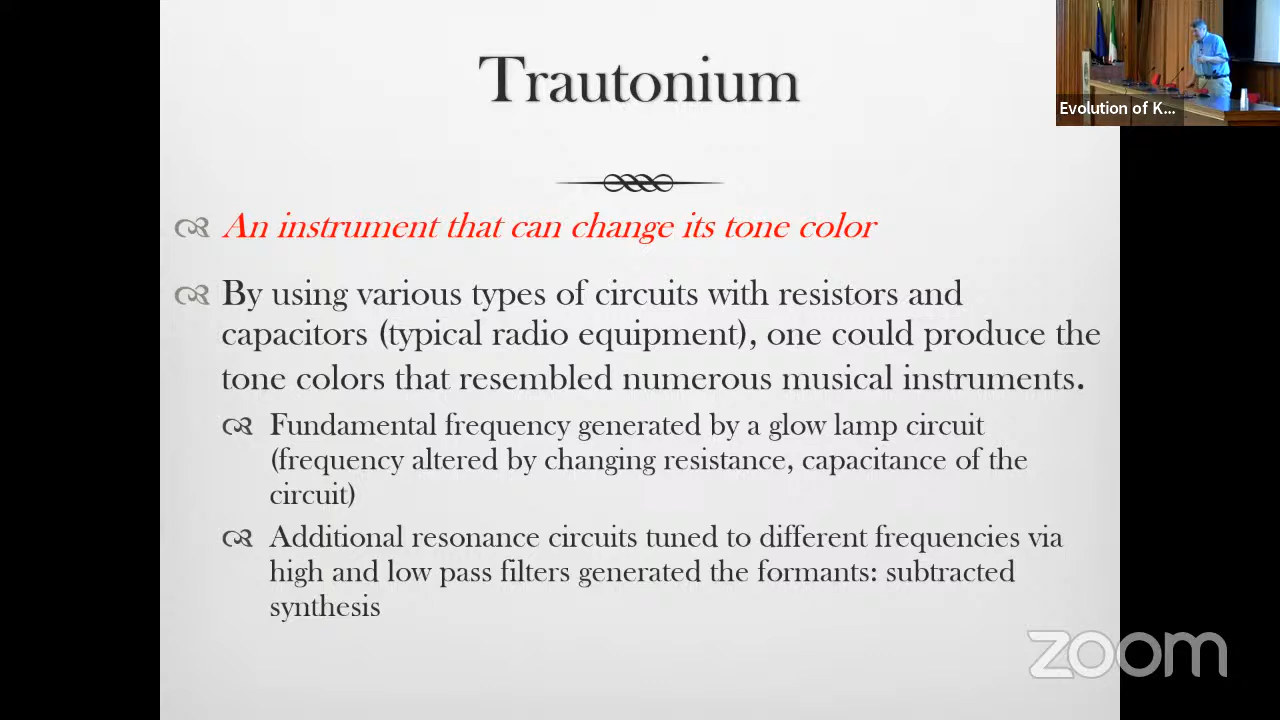 Trautonium
Evolution of K...
An instrument that can change its tone color
By using various types of circuits with resistors and
capacitors (typical radio equipment), one could produce the
tone colors that resembled numerous musical instruments.
Fundamental frequency generated by a glow lamp circuit
(frequency altered by changing resistance, capacitance of the
circuit)
Additional resonance circuits tuned to different frequencies via
high and low pass filters generated the formants: subtracted
synthesis
zoom